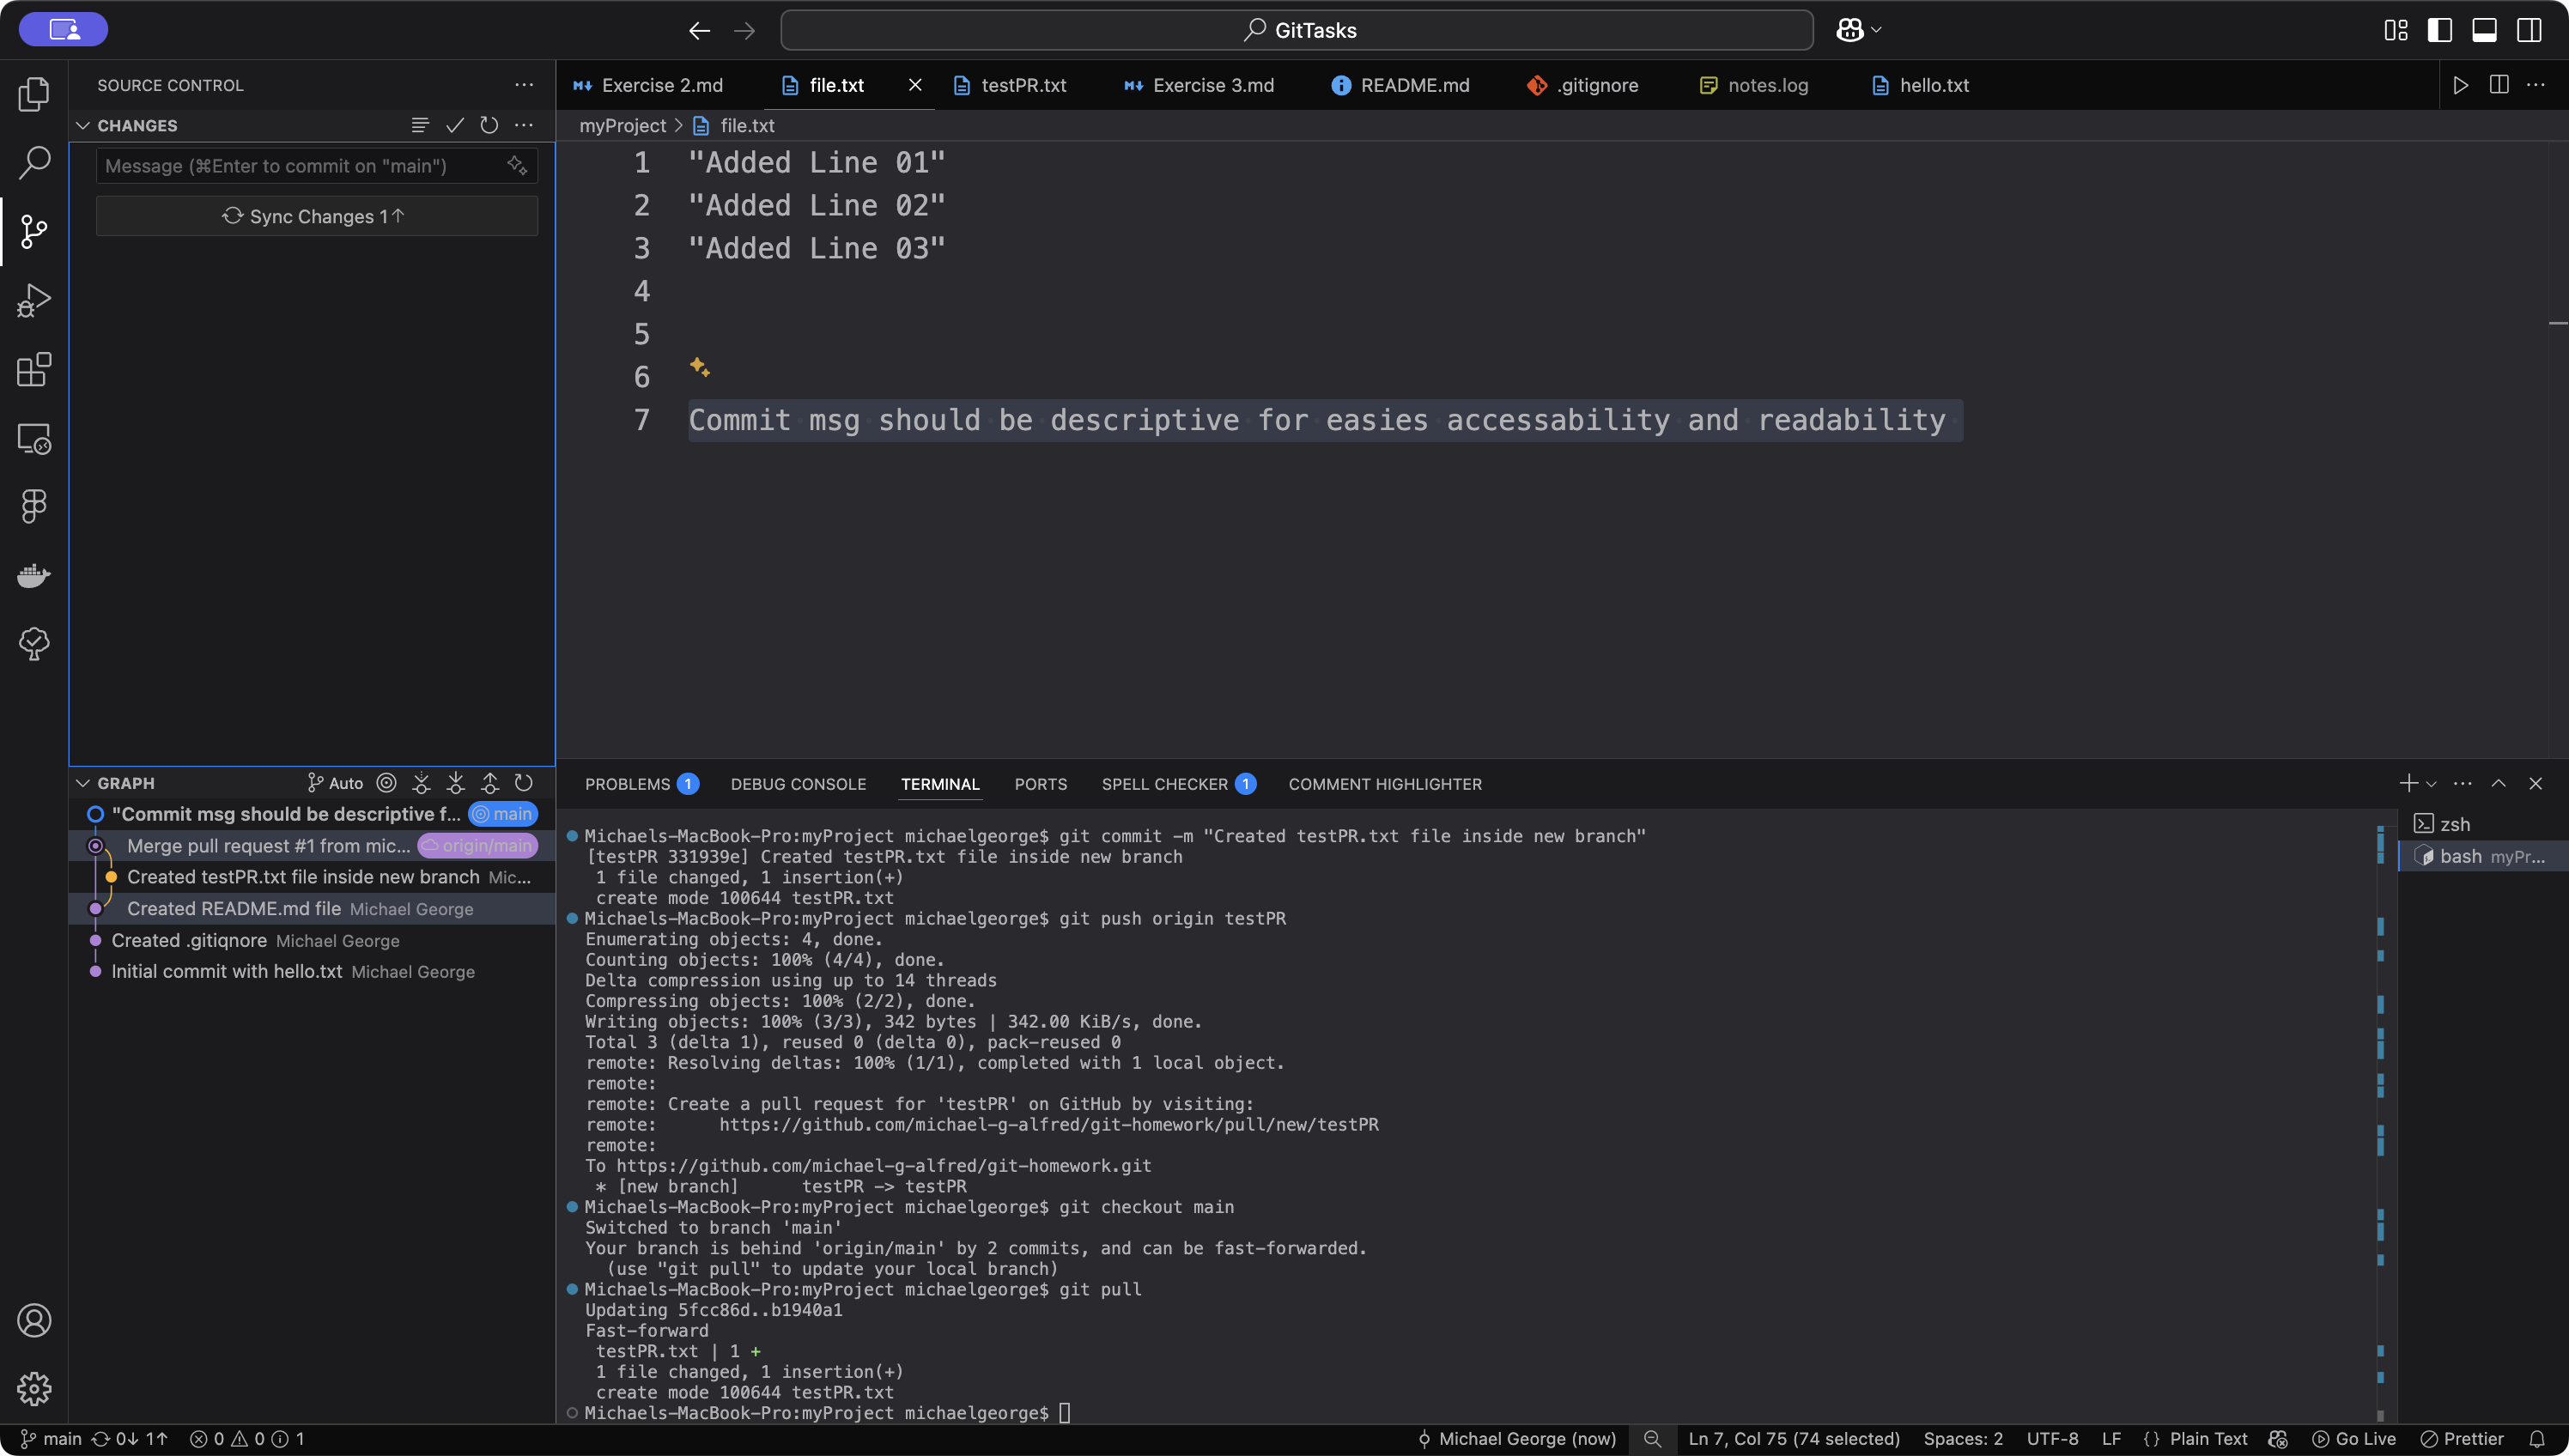 GitTasks
SOURCE CONTROL
Exercise 2.md
file.txt
testPR.txt
Exercise 3.md
README.md
.gitignore
notes.log
hello.txt
CHANGES
myProject > file.txt
Message (⌘Enter to commit on "main")
Sync Changes 1↑
1 "Added Line 01"
2 "Added Line 02"
3 "Added Line 03"
4
5
6
7 Commit msg should be descriptive for easies accessability and readability
GRAPH
Auto
"Commit msg should be descriptive f... main
Merge pull request #1 from mic... origin/main
Created testPR.txt file inside new branch Mic...
Created README.md file Michael George
Created .gitiqnore Michael George
Initial commit with hello.txt Michael George
PROBLEMS 1
DEBUG CONSOLE
TERMINAL
PORTS
SPELL CHECKER 1
COMMENT HIGHLIGHTER
Michaels-MacBook-Pro:myProject michaelgeorge$ git commit -m "Created testPR.txt file inside new branch"
[testPR 331939e] Created testPR.txt file inside new branch
1 file changed, 1 insertion(+)
create mode 100644 testPR.txt
Michaels-MacBook-Pro:myProject michaelgeorge$ git push origin testPR
Enumerating objects: 4, done.
Counting objects: 100% (4/4), done.
Delta compression using up to 14 threads
Compressing objects: 100% (2/2), done.
Writing objects: 100% (3/3), 342 bytes | 342.00 KiB/s, done.
Total 3 (delta 1), reused 0 (delta 0), pack-reused 0
remote: Resolving deltas: 100% (1/1), completed with 1 local object.
remote:
remote: Create a pull request for 'testPR' on GitHub by visiting:
remote:      https://github.com/michael-g-alfred/git-homework/pull/new/testPR
remote:
To https://github.com/michael-g-alfred/git-homework.git
* [new branch]      testPR -> testPR
Michaels-MacBook-Pro:myProject michaelgeorge$ git checkout main
Switched to branch 'main'
Your branch is behind 'origin/main' by 2 commits, and can be fast-forwarded.
(use "git pull" to update your local branch)
Michaels-MacBook-Pro:myProject michaelgeorge$ git pull
Updating 5fcc86d..b1940a1
Fast-forward
testPR.txt | 1 +
1 file changed, 1 insertion(+)
create mode 100644 testPR.txt
Michaels-MacBook-Pro:myProject michaelgeorge$
zsh
bash myPr...
main 0↓ 1↑ 0 0 1
Michael George (now)
Ln 7, Col 75 (74 selected)
Spaces: 2
UTF-8
LF
{} Plain Text
Go Live
Prettier